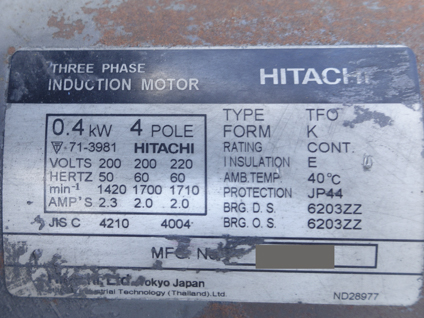 THREE PHASE
INDUCTION MOTOR
HITACHI
0.4 kW 4 POLE
71-3981 HITACHI
VOLTS 200 200 220
HERTZ 50 60 60
min-1 1420 1700 1710
AMP'S 2.3 2.0 2.0
JIS C 4210 4004
TYPE TFO
FORM K
RATING CONT.
INSULATION E
AMB.TEMP. 40°C
PROTECTION JP44
BRG. D. S. 6203ZZ
BRG. O. S. 6203ZZ
MFG. No.
Ltd. Tokyo Japan
Industrial Technology (Thailand). Ltd.
ND28977